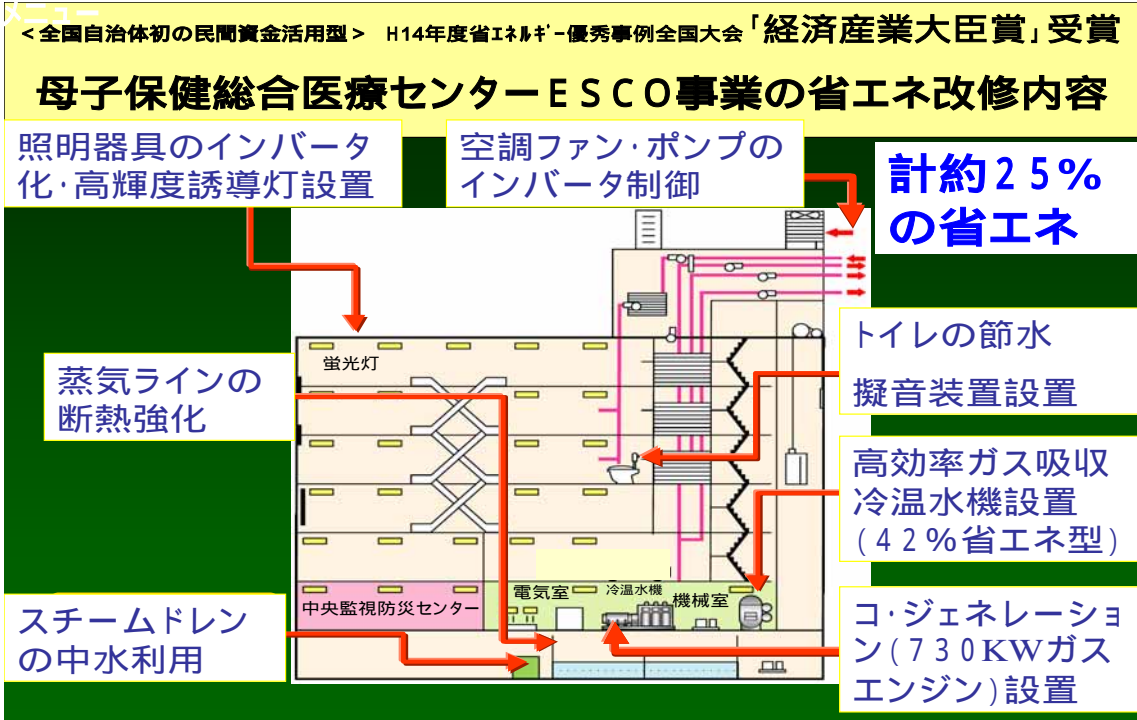 メニュー
<全国自治体初の民間資金活用型> H14年度省エネルギー優秀事例全国大会「経済産業大臣賞」受賞
母子保健総合医療センターESCO事業の省エネ改修内容
照明器具のインバータ
化・高輝度誘導灯設置
空調ファン・ポンプの
インバータ制御
計約25%
の省エネ
蛍光灯
蒸気ラインの
断熱強化
トイレの節水
擬音装置設置
高効率ガス吸収
冷温水機設置
(42%省エネ型)
電気室
冷温水機
機械室
中央監視防災センター
スチームドレン
の中水利用
コ・ジェネレーショ
ン(730KWガス
エンジン)設置